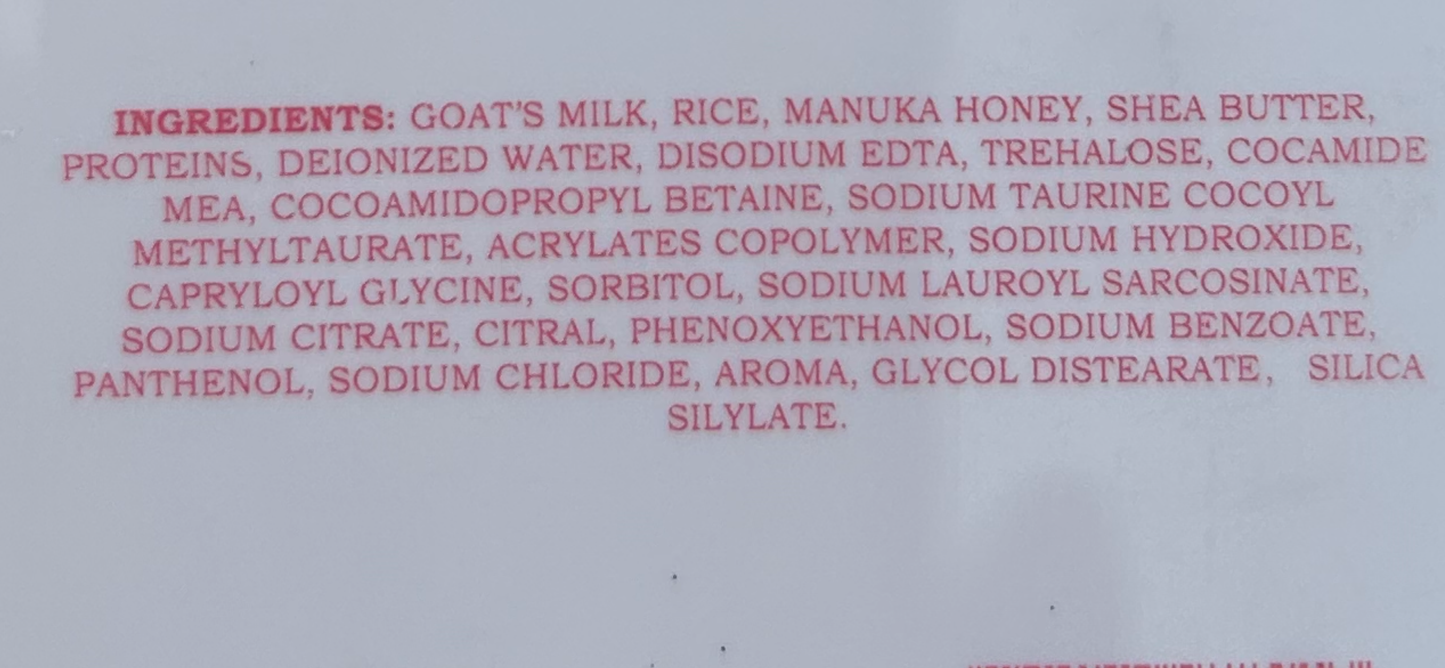 INGREDIENTS: GOAT'S MILK, RICE, MANUKA HONEY, SHEA BUTTER,
PROTEINS, DEIONIZED WATER, DISODIUM EDTA, TREHALOSE, COCAMIDE
MEA, COCOAMIDOPROPYL BETAINE, SODIUM TAURINE COCOYL
METHYLTAURATE, ACRYLATES COPOLYMER, SODIUM HYDROXIDE,
CAPRYLOYL GLYCINE, SORBITOL, SODIUM LAUROYL SARCOSINATE,
SODIUM CITRATE, CITRAL, PHENOXYETHANOL, SODIUM BENZOATE,
PANTHENOL, SODIUM CHLORIDE, AROMA, GLYCOL DISTEARATE, SILICA
SILYLATE.